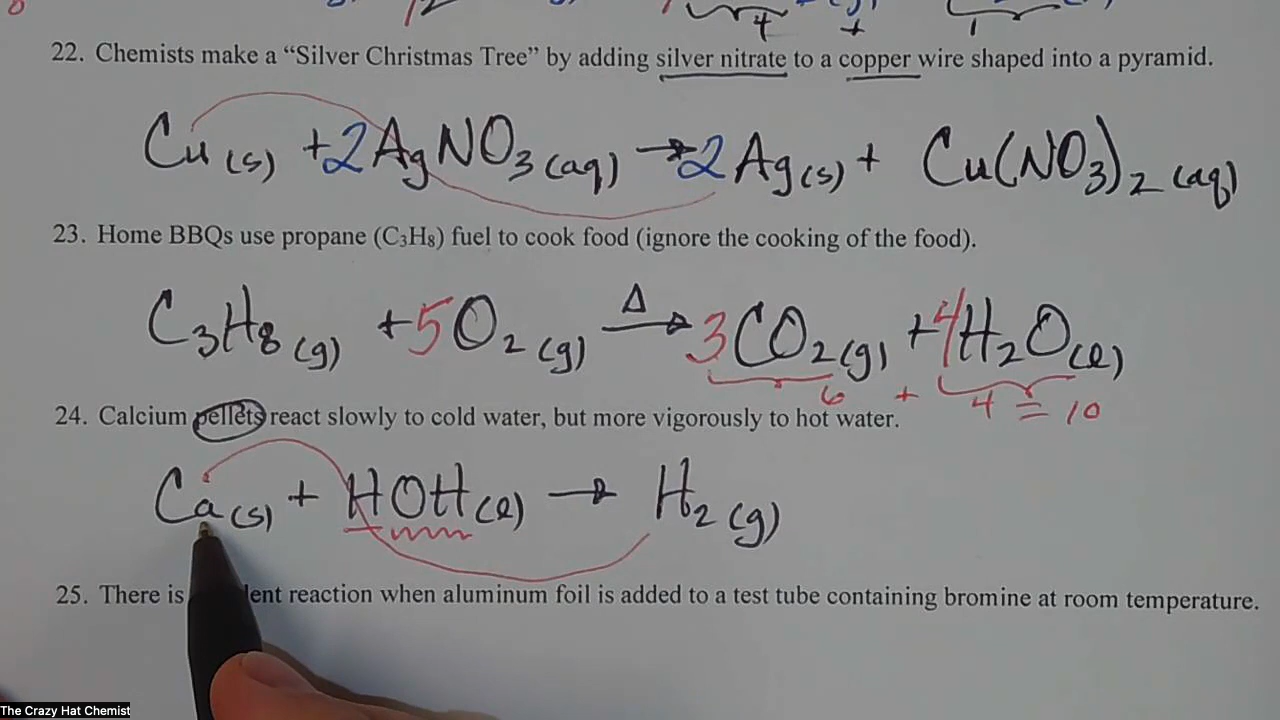 4 + 1
22. Chemists make a “Silver Christmas Tree” by adding silver nitrate to a copper wire shaped into a pyramid.
Cu(s) + 2AgNO3(aq) → 2Ag(s) + Cu(NO3)2(aq)
23. Home BBQs use propane (C3H8) fuel to cook food (ignore the cooking of the food).
C3H8(g) + 5O2(g) Δ→ 3CO2(g) + 4H2O(l)
6 + 4 = 10
24. Calcium pellets react slowly to cold water, but more vigorously to hot water.
Ca(s) + HOH(l) → H2(g)
25. There is lent reaction when aluminum foil is added to a test tube containing bromine at room temperature.
The Crazy Hat Chemist